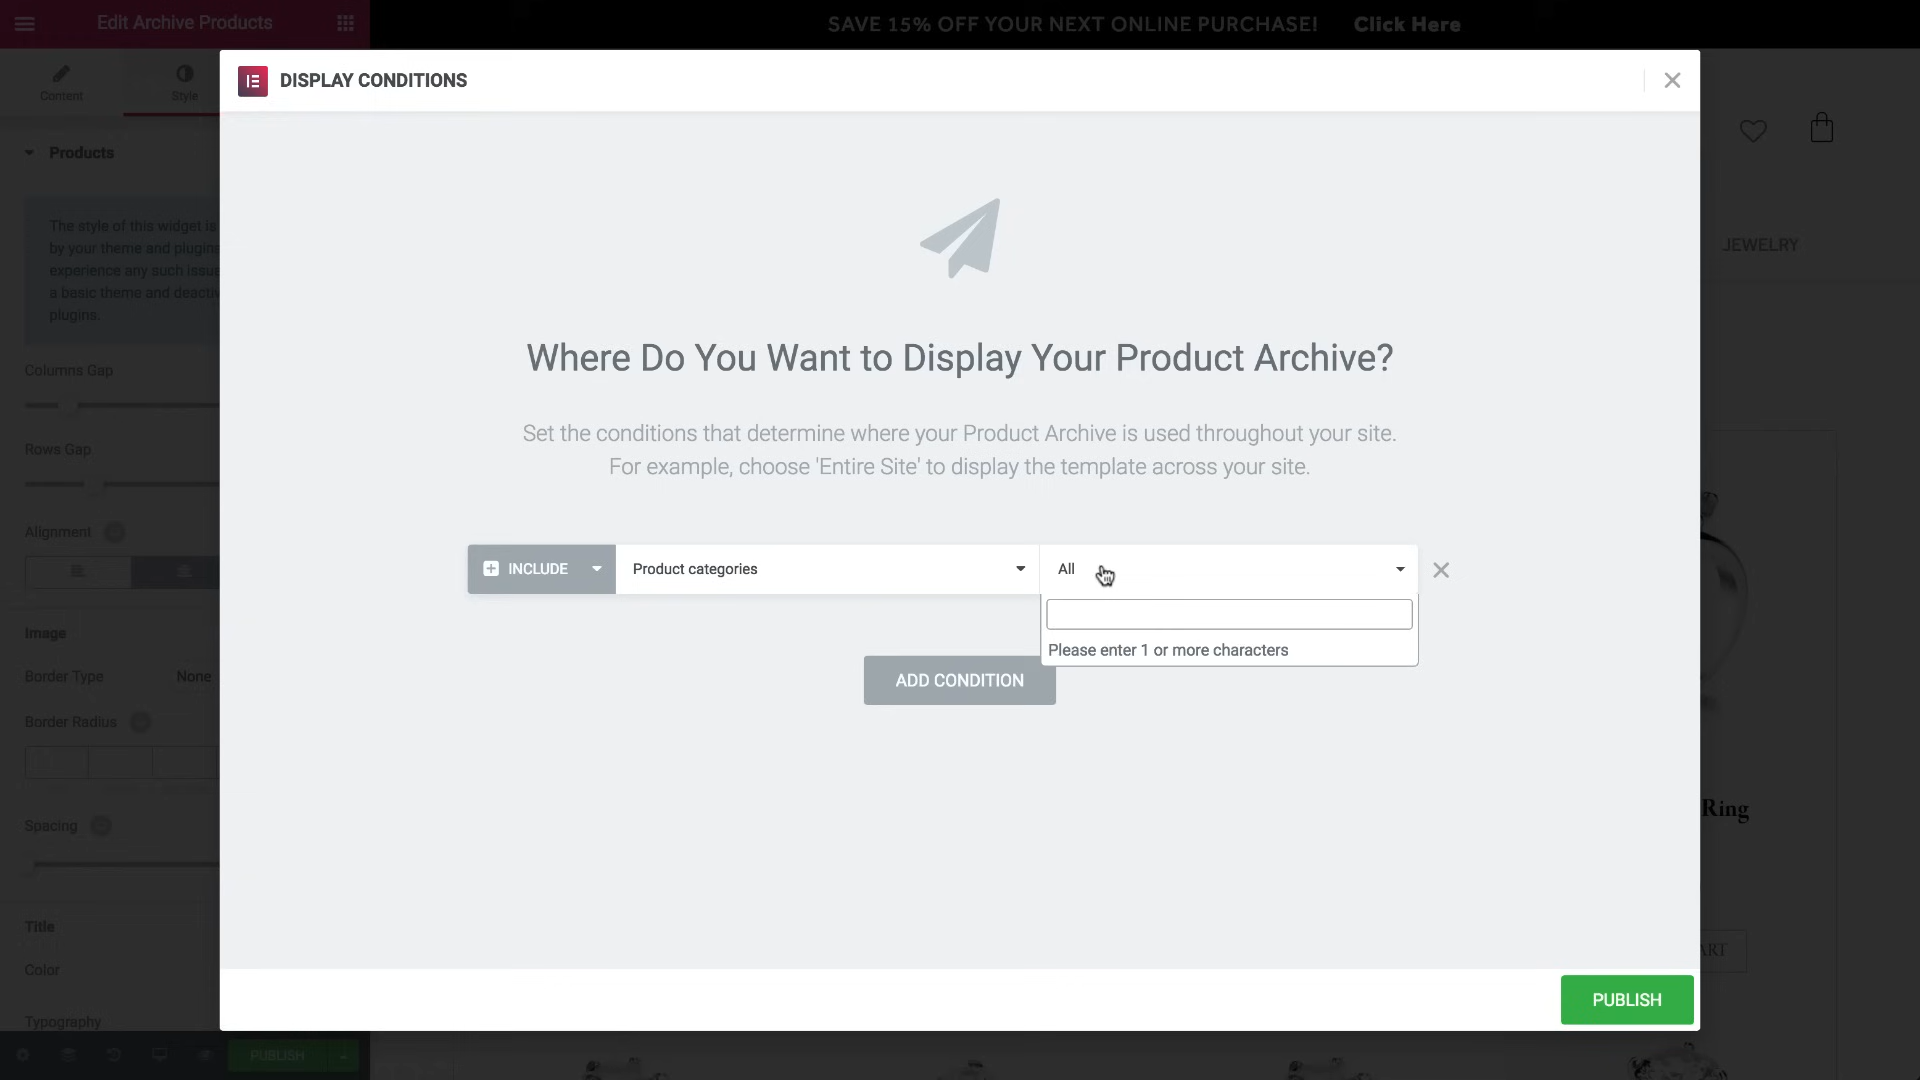 Edit Archive Products
SAVE 15% OFF YOUR NEXT ONLINE PURCHASE! Click Here
DISPLAY CONDITIONS
Content
Style
JEWELRY
Products
The style of this widget is
by your theme and plugins
experience any such issue
a basic theme and deactiv
plugins.
Columns Gap
Rows Gap
Alignment
Image
Border Type None
Border Radius
Spacing
Title
Color
Typography
PUBLISH
Where Do You Want to Display Your Product Archive?
Set the conditions that determine where your Product Archive is used throughout your site.
For example, choose 'Entire Site' to display the template across your site.
INCLUDE
Product categories
All
Please enter 1 or more characters
ADD CONDITION
Ring
ART
PUBLISH